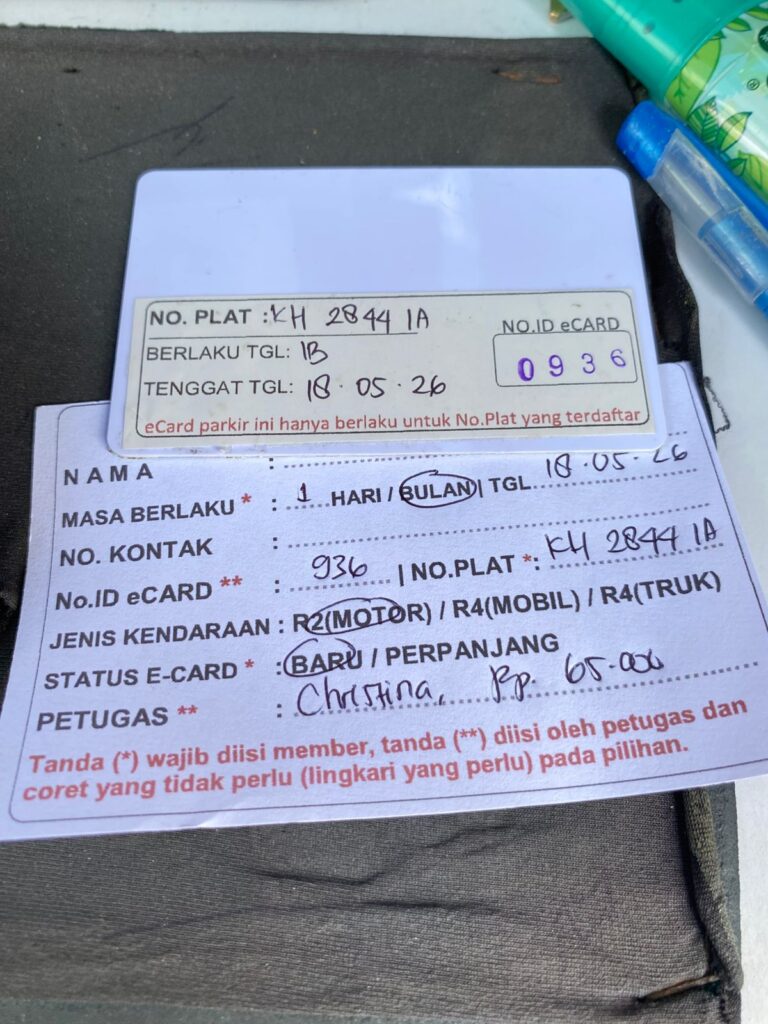 NO. PLAT : KH 2844 IA
NO.ID eCARD
BERLAKU TGL: 1B
0936
TENGGAT TGL: 18 · 05 · 26
eCard parkir ini hanya berlaku untuk No.Plat yang terdaftar
NAMA :
MASA BERLAKU * : 1 HARI / BULAN | TGL 18 · 05 · 26
NO. KONTAK :
No.ID eCARD ** : 936 | NO.PLAT *: KH 2844 IA
JENIS KENDARAAN : R2(MOTOR) / R4(MOBIL) / R4(TRUK)
STATUS E-CARD * : BARU / PERPANJANG
PETUGAS ** : Christina, Rp. 65.000
Tanda (*) wajib diisi member, tanda (**) diisi oleh petugas dan
coret yang tidak perlu (lingkari yang perlu) pada pilihan.